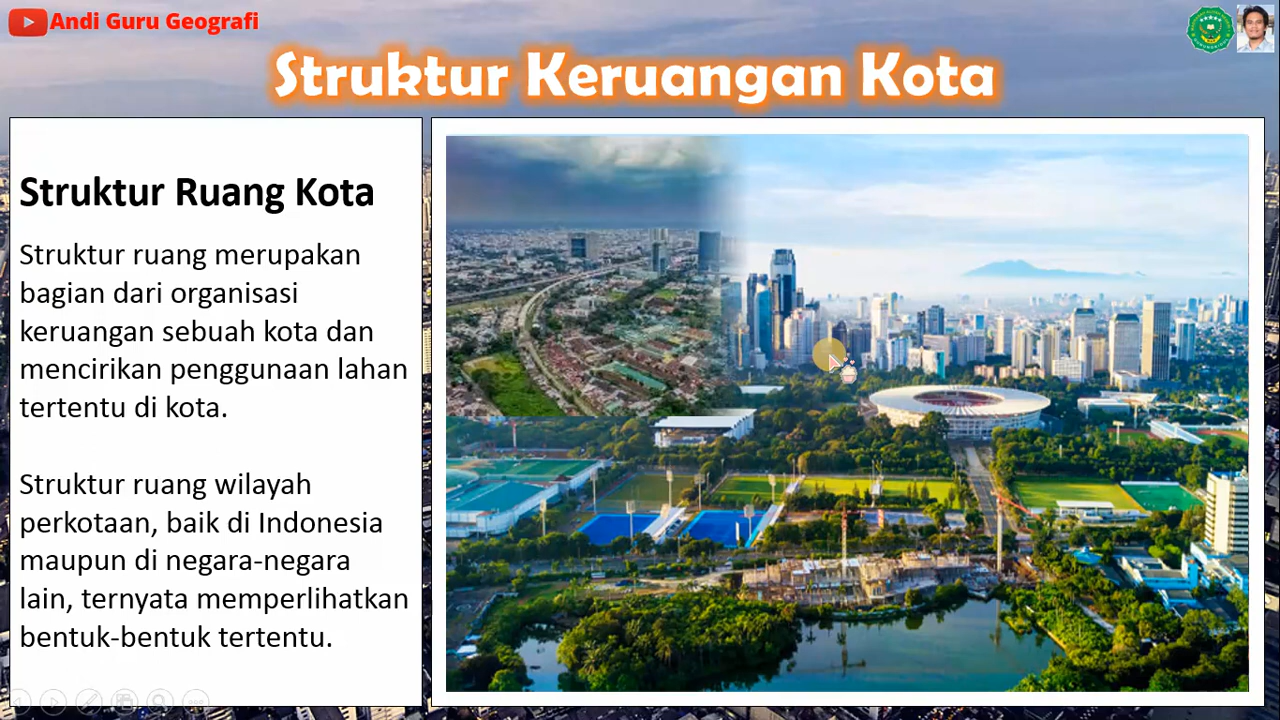 Andi Guru Geografi
Struktur Keruangan Kota
Struktur Ruang Kota
Struktur ruang merupakan
bagian dari organisasi
keruangan sebuah kota dan
mencirikan penggunaan lahan
tertentu di kota.
Struktur ruang wilayah
perkotaan, baik di Indonesia
maupun di negara-negara
lain, ternyata memperlihatkan
bentuk-bentuk tertentu.